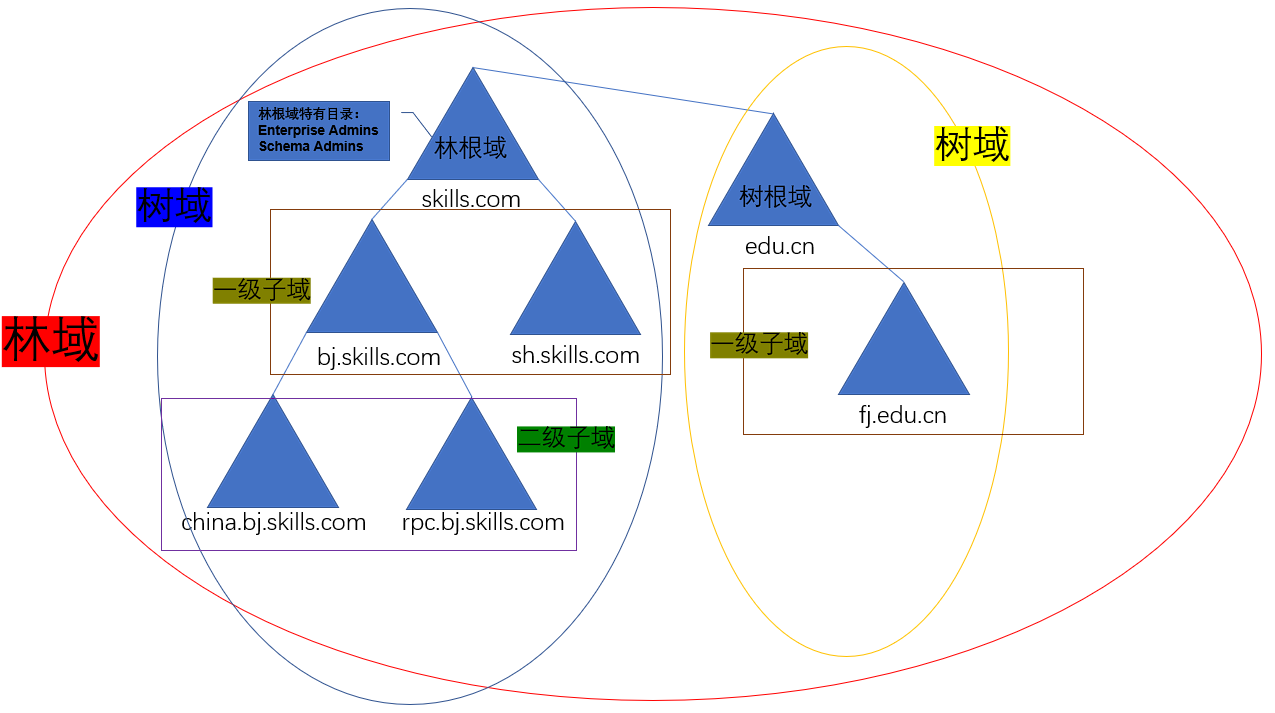 林根域特有目录：
Enterprise Admins
Schema Admins
林根域
skills.com
树域
树根域
edu.cn
树域
一级子域
bj.skills.com
sh.skills.com
林域
一级子域
fj.edu.cn
二级子域
china.bj.skills.com
rpc.bj.skills.com